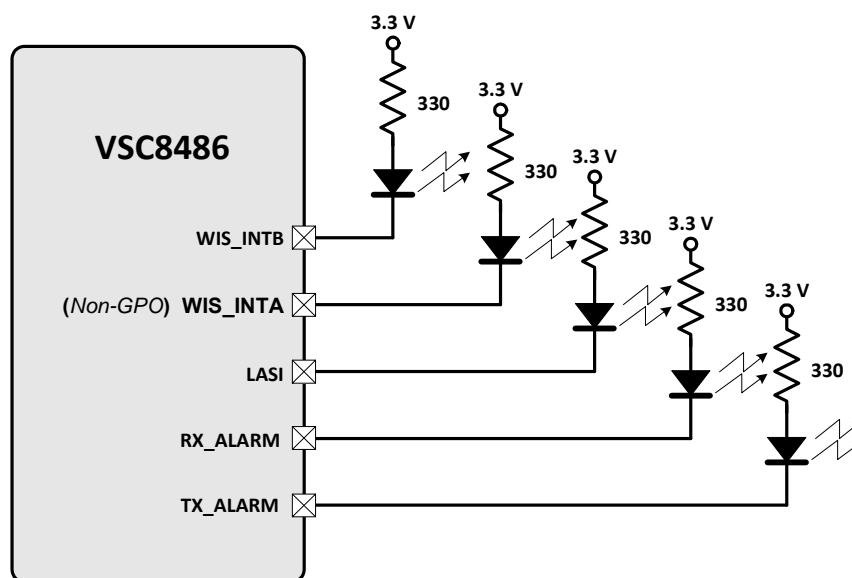 3.3 V
330
3.3 V
330
3.3 V
330
3.3 V
330
3.3 V
330
VSC8486
WIS_INTB
(Non-GPO) WIS_INTA
LASI
RX_ALARM
TX_ALARM